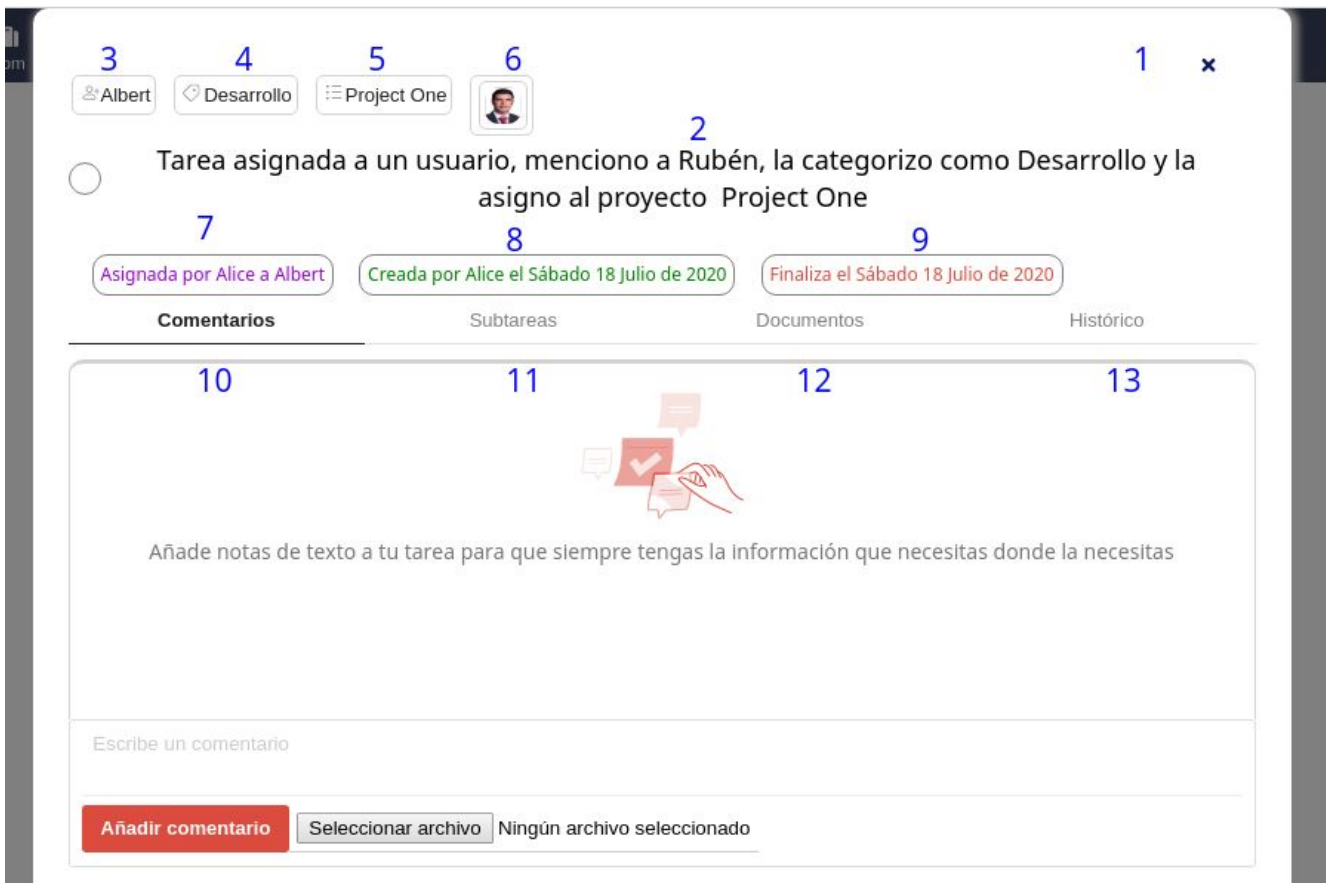 om
3 4 5 6 1
Albert Desarrollo Project One
2
Tarea asignada a un usuario, menciono a Rubén, la categorizo como Desarrollo y la
asigno al proyecto Project One
7 8 9
Asignada por Alice a Albert Creada por Alice el Sábado 18 Julio de 2020 Finaliza el Sábado 18 Julio de 2020
Comentarios Subtareas Documentos Histórico
10 11 12 13
Añade notas de texto a tu tarea para que siempre tengas la información que necesitas donde la necesitas
Escribe un comentario
Añadir comentario Seleccionar archivo Ningún archivo seleccionado